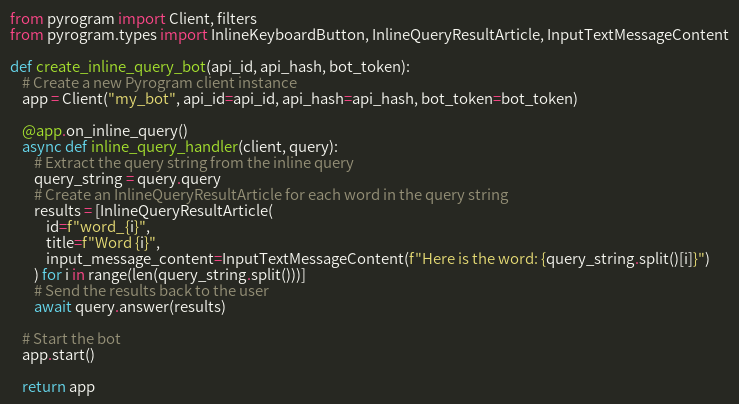 from pyrogram import Client, filters
from pyrogram.types import InlineKeyboardButton, InlineQueryResultArticle, InputTextMessageContent

def create_inline_query_bot(api_id, api_hash, bot_token):
    # Create a new Pyrogram client instance
    app = Client("my_bot", api_id=api_id, api_hash=api_hash, bot_token=bot_token)

    @app.on_inline_query()
    async def inline_query_handler(client, query):
        # Extract the query string from the inline query
        query_string = query.query
        # Create an InlineQueryResultArticle for each word in the query string
        results = [InlineQueryResultArticle(
            id=f"word_{i}",
            title=f"Word {i}",
            input_message_content=InputTextMessageContent(f"Here is the word: {query_string.split()[i]}")
        ) for i in range(len(query_string.split()))]
        # Send the results back to the user
        await query.answer(results)

    # Start the bot
    app.start()

    return app